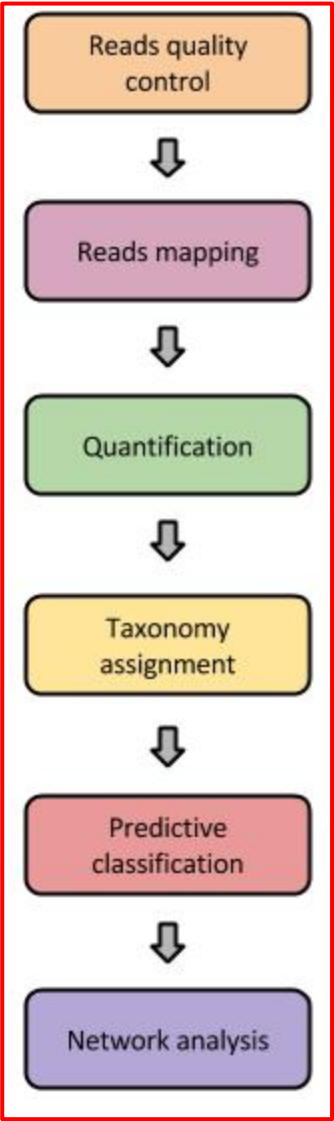 Reads quality
control
Reads mapping
Quantification
Taxonomy
assignment
Predictive
classification
Network analysis